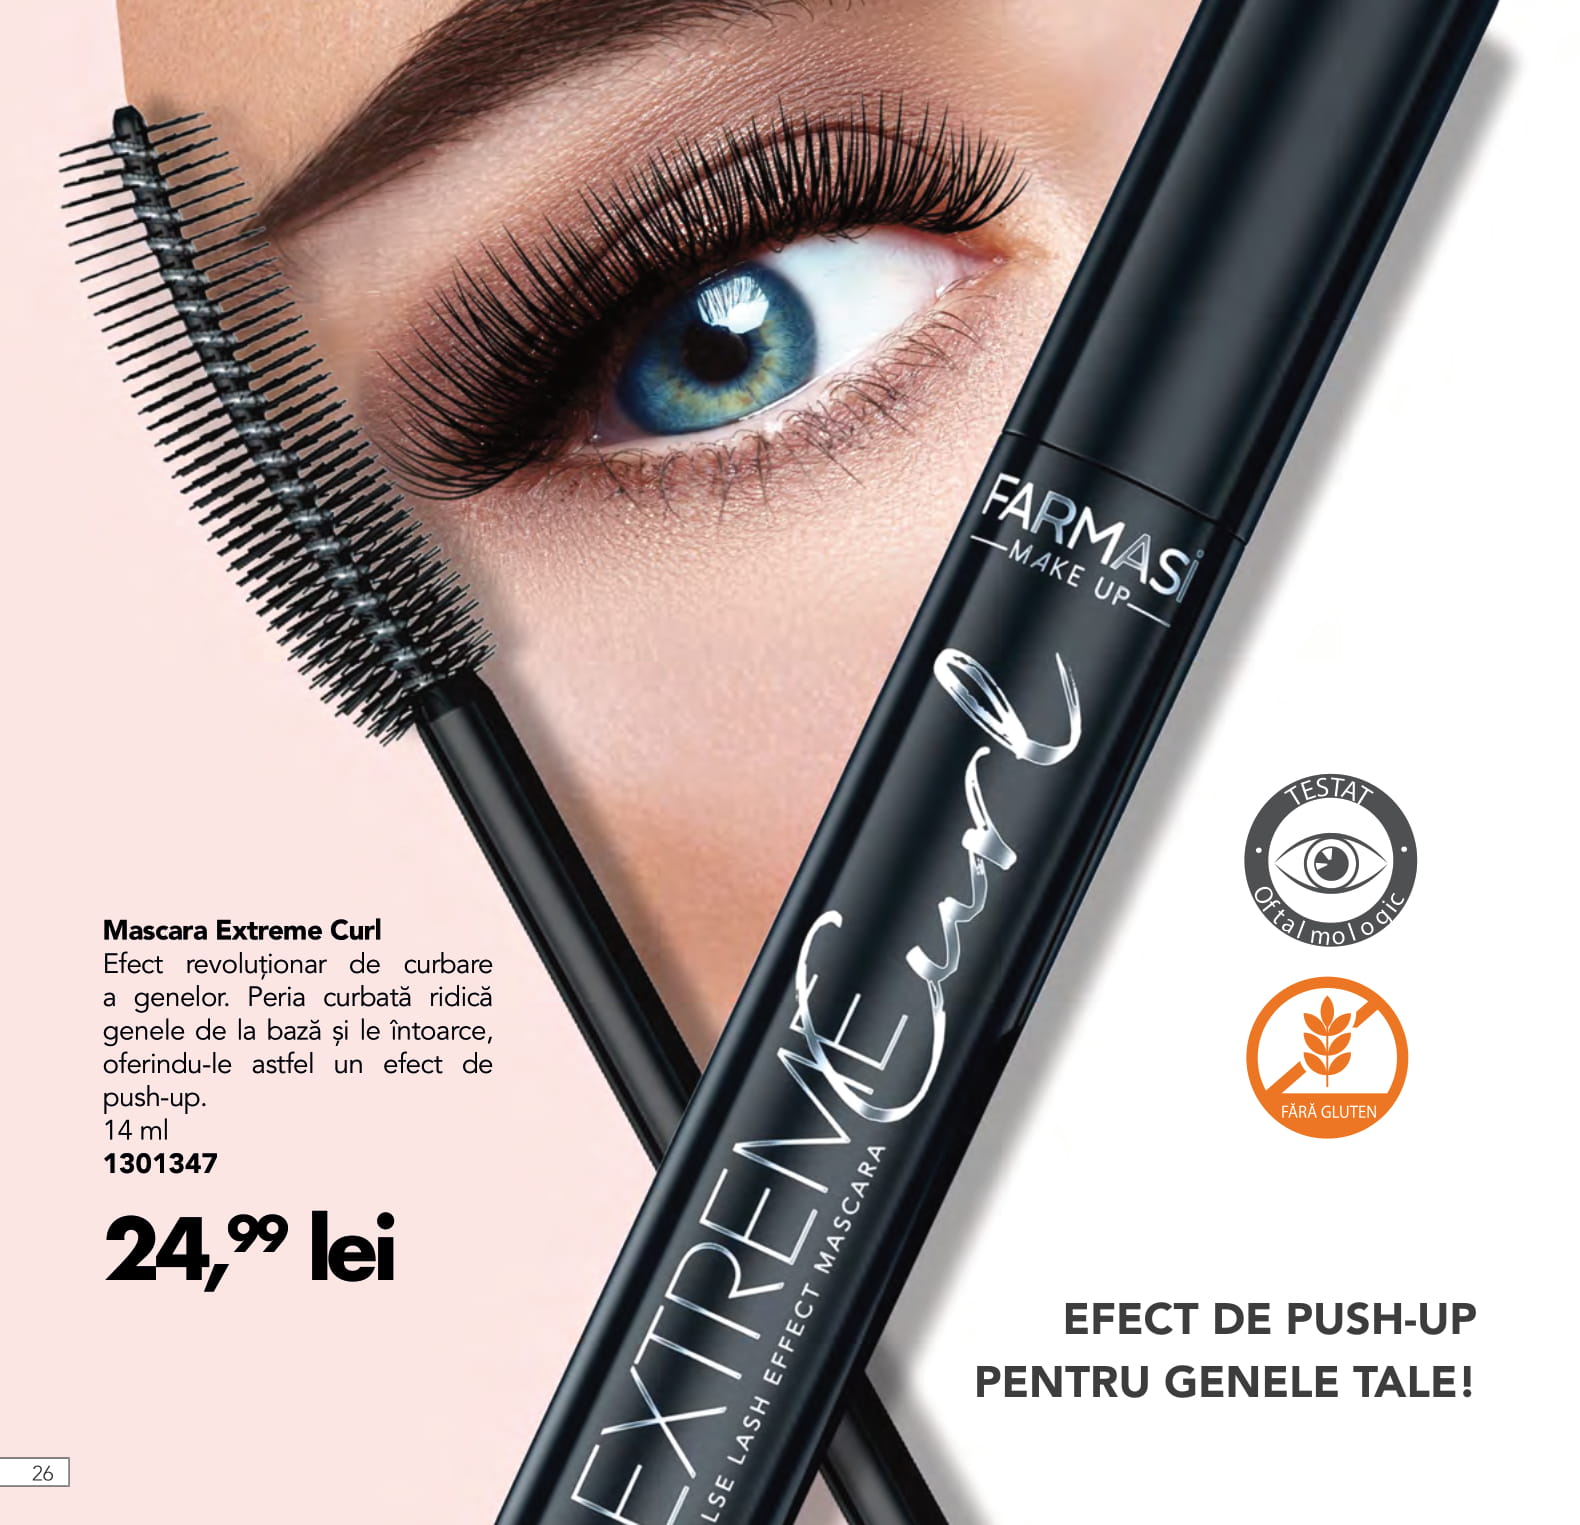 FARMASi
MAKE UP
EXTREME Curl
LSE LASH EFFECT MASCARA
TESTAT
Oftalmologic
FĂRĂ GLUTEN
Mascara Extreme Curl
Efect revoluționar de curbare
a genelor. Peria curbată ridică
genele de la bază și le întoarce,
oferindu-le astfel un efect de
push-up.
14 ml
1301347
24,99 lei
EFECT DE PUSH-UP
PENTRU GENELE TALE!
26